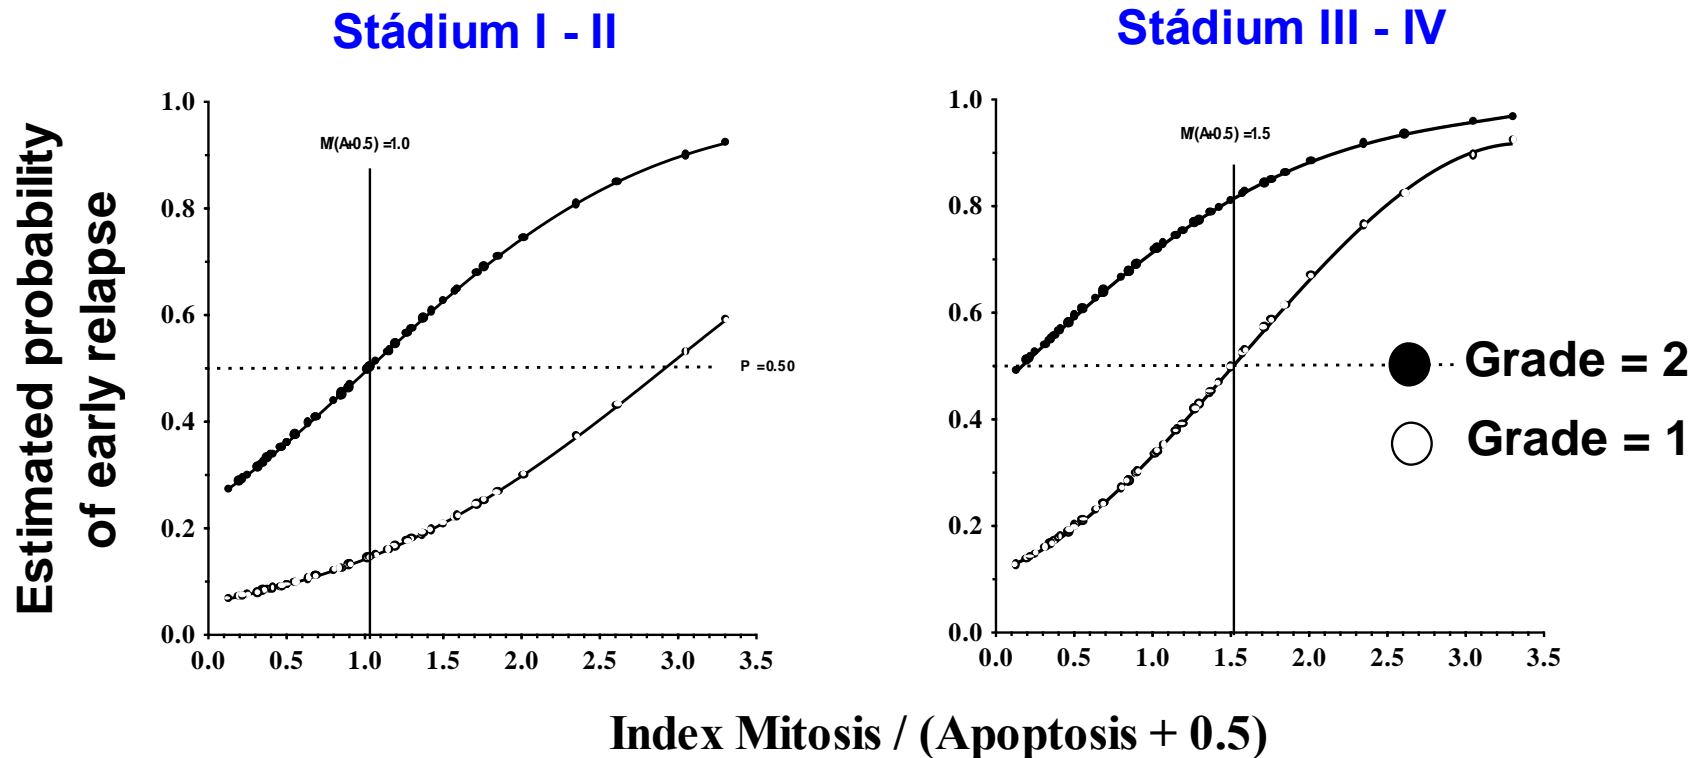 Stádium I - II
Stádium III - IV
Estimated probability
of early relapse
1.0
0.8
0.6
0.4
0.2
0.0
M/(A+0.5) =1.0
P =0.50
0.0 0.5 1.0 1.5 2.0 2.5 3.0 3.5
1.0
0.8
0.6
0.4
0.2
0.0
M/(A+0.5) =1.5
0.0 0.5 1.0 1.5 2.0 2.5 3.0 3.5
Grade = 2
Grade = 1
Index Mitosis / (Apoptosis + 0.5)